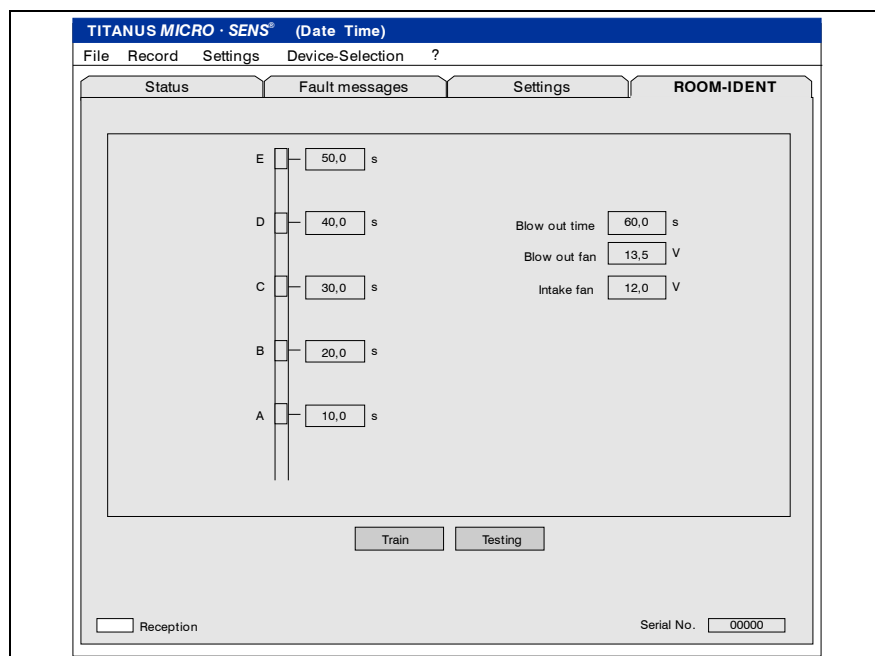 TITANUS MICRO · SENS® (Date Time)
File Record Settings Device-Selection ?
Status Fault messages Settings ROOM-IDENT
E 50,0 s
D 40,0 s
Blow out time 60,0 s
Blow out fan 13,5 V
C 30,0 s
Intake fan 12,0 V
B 20,0 s
A 10,0 s
Train Testing
Reception Serial No. 00000